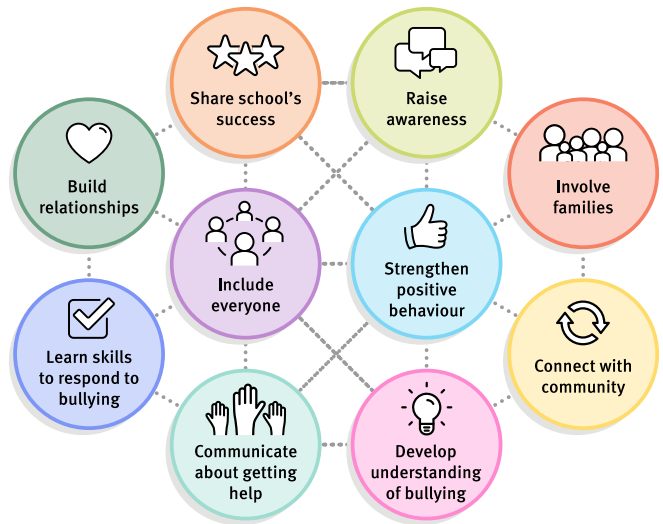 Share school's
success
Raise
awareness
Build
relationships
Involve
families
Include
everyone
Strengthen
positive
behaviour
Learn skills
to respond to
bullying
Connect with
community
Communicate
about getting
help
Develop
understanding
of bullying